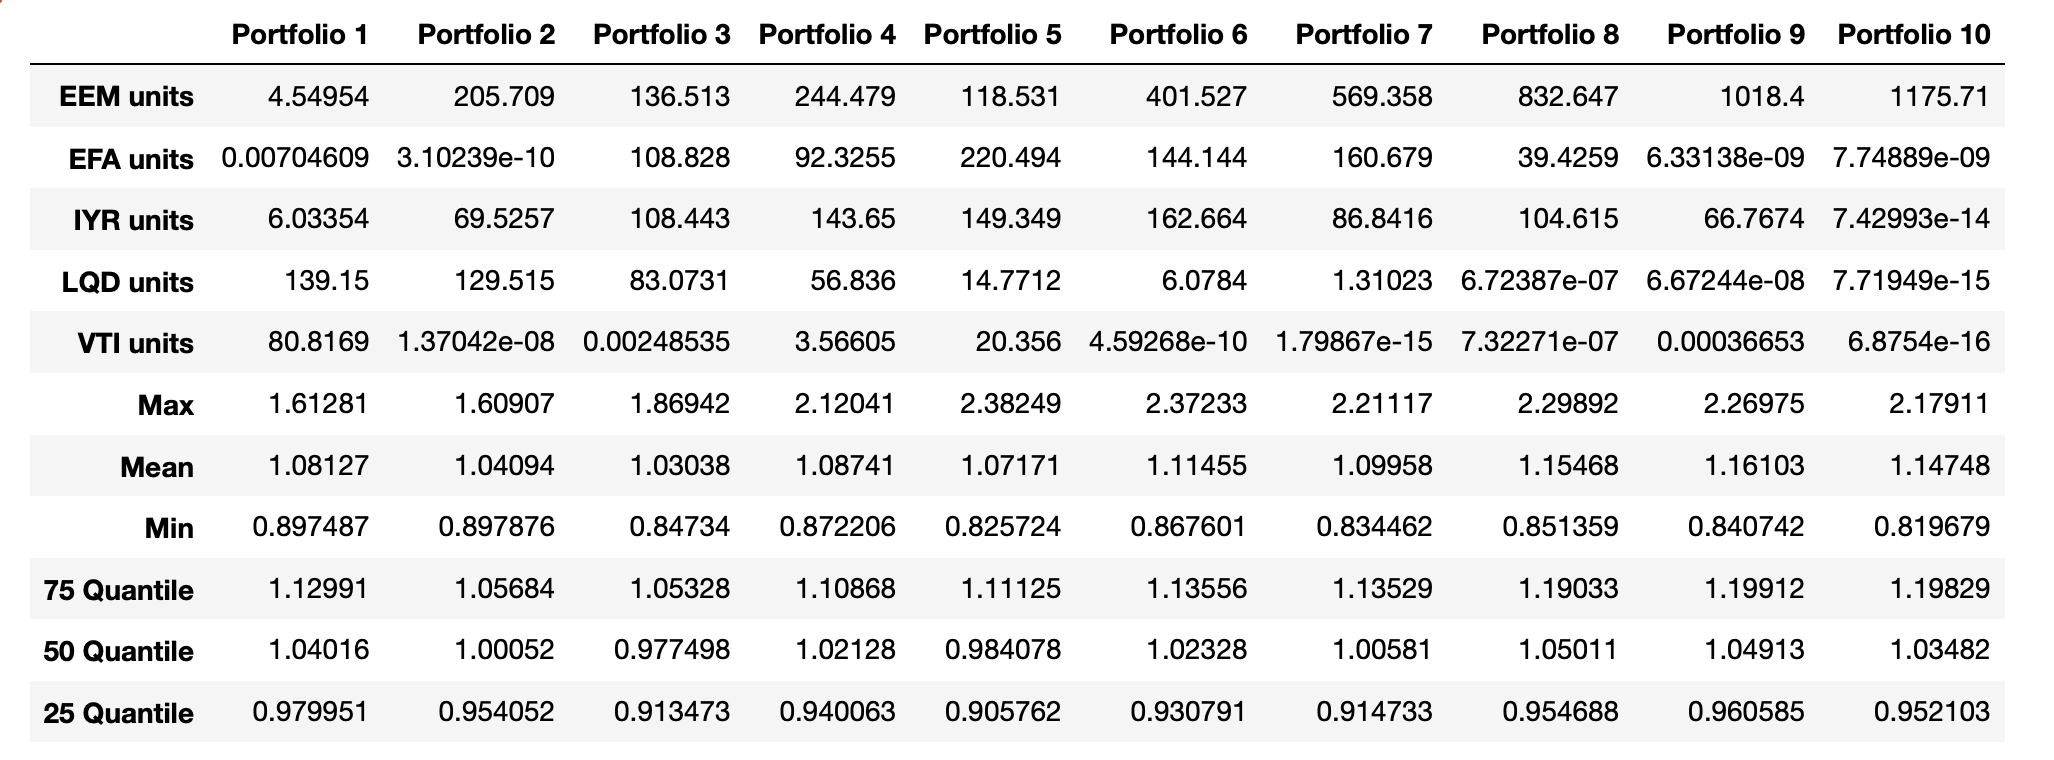 Portfolio 1 Portfolio 2 Portfolio 3 Portfolio 4 Portfolio 5 Portfolio 6 Portfolio 7 Portfolio 8 Portfolio 9 Portfolio 10
EEM units 4.54954 205.709 136.513 244.479 118.531 401.527 569.358 832.647 1018.4 1175.71
EFA units 0.00704609 3.10239e-10 108.828 92.3255 220.494 144.144 160.679 39.4259 6.33138e-09 7.74889e-09
IYR units 6.03354 69.5257 108.443 143.65 149.349 162.664 86.8416 104.615 66.7674 7.42993e-14
LQD units 139.15 129.515 83.0731 56.836 14.7712 6.0784 1.31023 6.72387e-07 6.67244e-08 7.71949e-15
VTI units 80.8169 1.37042e-08 0.00248535 3.56605 20.356 4.59268e-10 1.79867e-15 7.32271e-07 0.00036653 6.8754e-16
Max 1.61281 1.60907 1.86942 2.12041 2.38249 2.37233 2.21117 2.29892 2.26975 2.17911
Mean 1.08127 1.04094 1.03038 1.08741 1.07171 1.11455 1.09958 1.15468 1.16103 1.14748
Min 0.897487 0.897876 0.84734 0.872206 0.825724 0.867601 0.834462 0.851359 0.840742 0.819679
75 Quantile 1.12991 1.05684 1.05328 1.10868 1.11125 1.13556 1.13529 1.19033 1.19912 1.19829
50 Quantile 1.04016 1.00052 0.977498 1.02128 0.984078 1.02328 1.00581 1.05011 1.04913 1.03482
25 Quantile 0.979951 0.954052 0.913473 0.940063 0.905762 0.930791 0.914733 0.954688 0.960585 0.952103